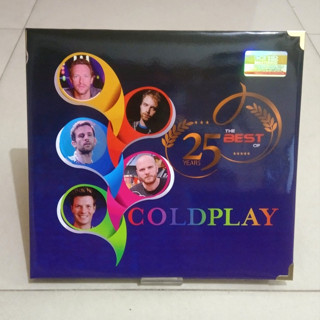 25
YEARS
THE
BEST
OF
COLDPLAY